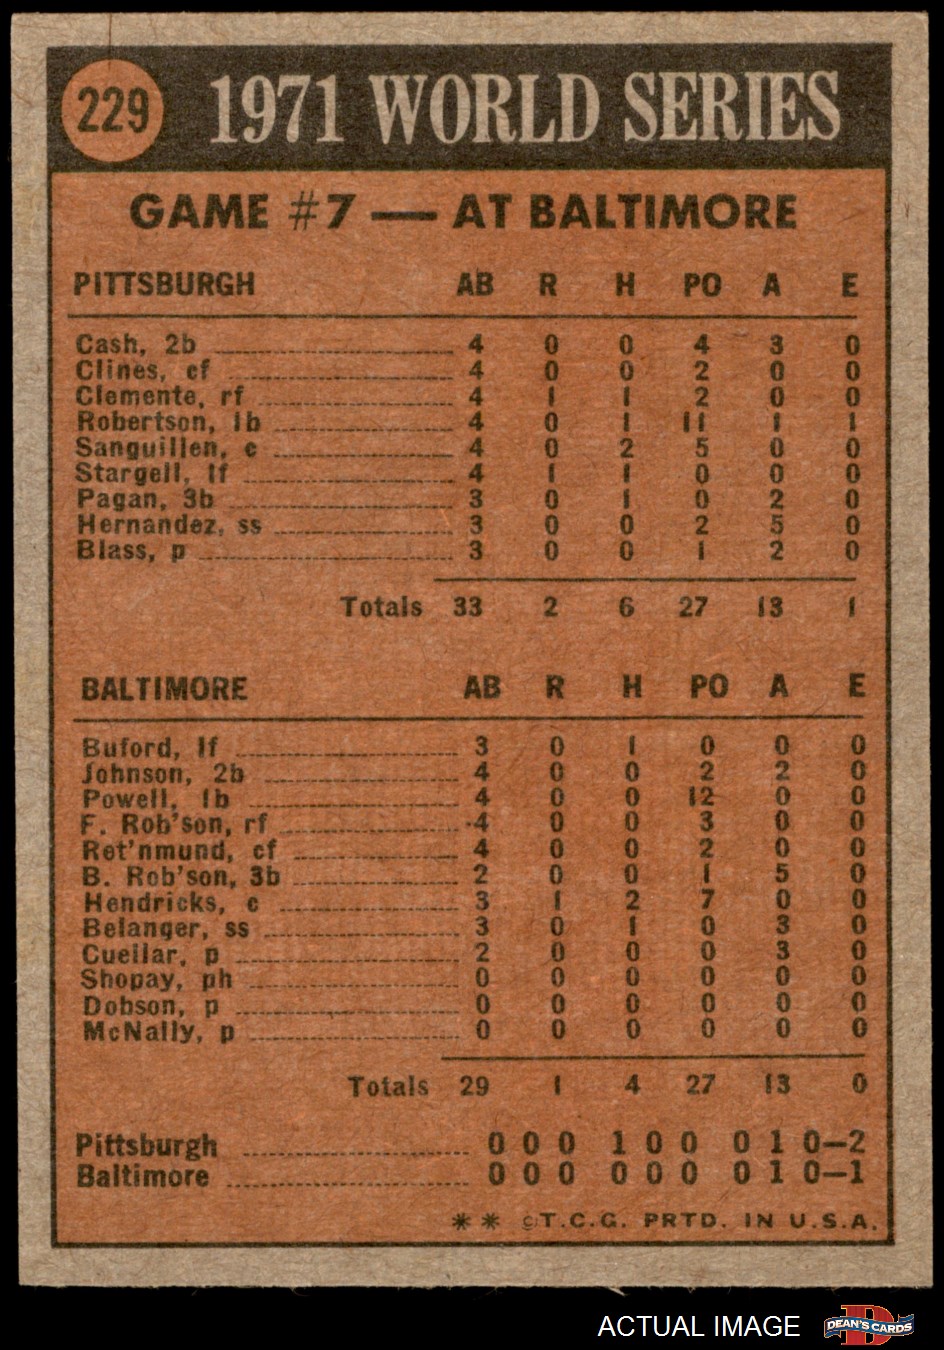 229 1971 WORLD SERIES
GAME #7 — AT BALTIMORE
PITTSBURGH AB R H PO A E
Cash, 2b 4 0 0 4 3 0
Clines, cf 4 0 0 2 0 0
Clemente, rf 4 1 1 2 0 0
Robertson, 1b 4 0 1 11 1 1
Sanguillen, c 4 0 2 5 0 0
Stargell, lf 4 1 1 0 0 0
Pagan, 3b 3 0 1 0 2 0
Hernandez, ss 3 0 0 2 5 0
Blass, p 3 0 0 1 2 0
Totals 33 2 6 27 13 1
BALTIMORE AB R H PO A E
Buford, lf 3 0 1 0 0 0
Johnson, 2b 4 0 0 2 2 0
Powell, 1b 4 0 0 12 0 0
F. Rob'son, rf 4 0 0 3 0 0
Ret'nmund, cf 4 0 0 2 0 0
B. Rob'son, 3b 2 0 0 1 5 0
Hendricks, c 3 1 2 7 0 0
Belanger, ss 3 0 1 0 3 0
Cuellar, p 2 0 0 0 3 0
Shopay, ph 0 0 0 0 0 0
Dobson, p 0 0 0 0 0 0
McNally, p 0 0 0 0 0 0
Totals 29 1 4 27 13 0
Pittsburgh 0 0 0 1 0 0 0 1 0—2
Baltimore 0 0 0 0 0 0 0 1 0—1
** ©T.C.G. PRTD. IN U.S.A.
ACTUAL IMAGE D DEAN'S CARDS